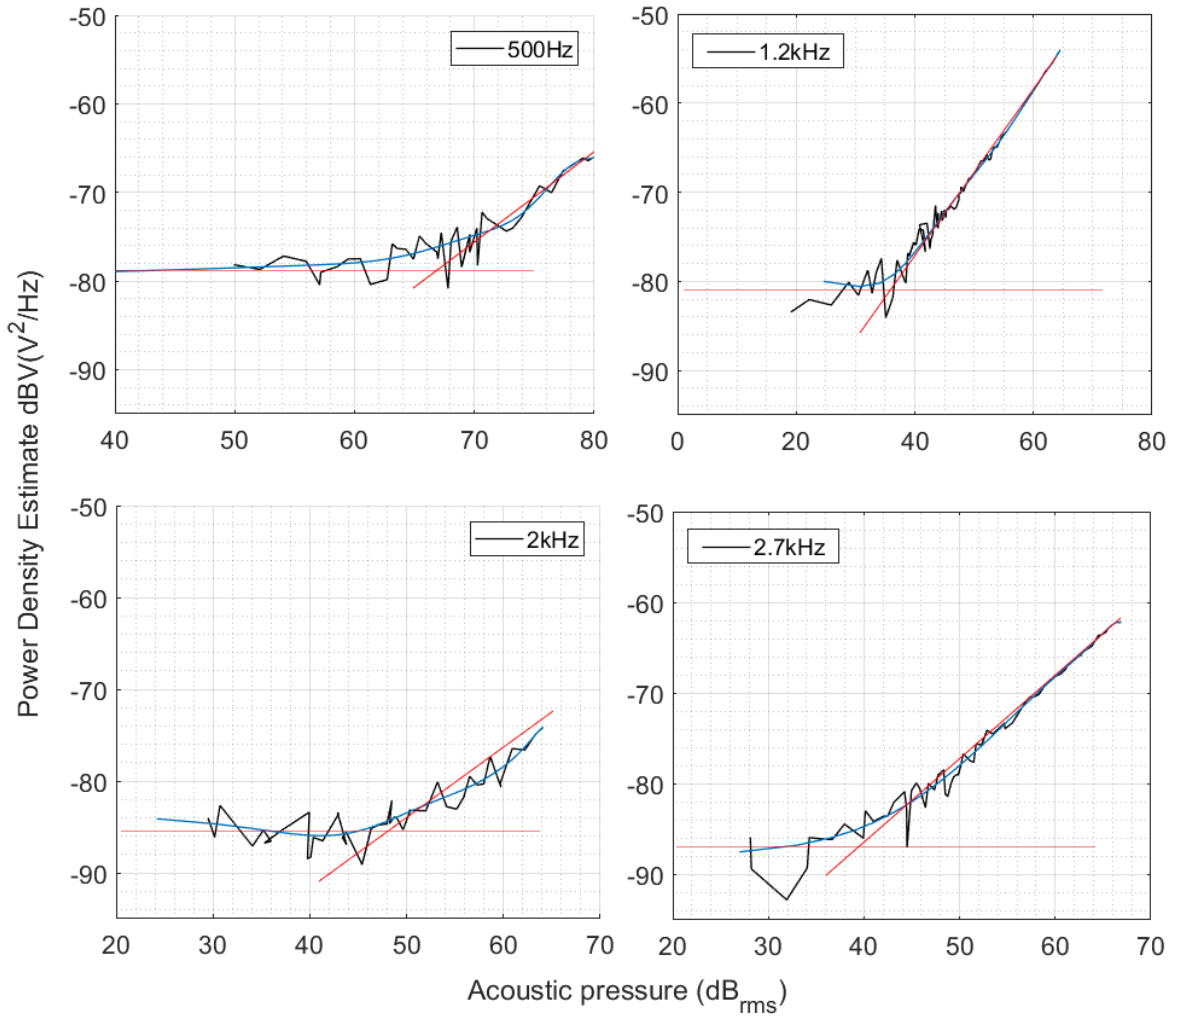 Power Density Estimate dBV(V²/Hz)
-50
-60
-70
-80
-90
40 50 60 70 80
500Hz
-50
-60
-70
-80
-90
0 20 40 60 80
1.2kHz
-50
-60
-70
-80
-90
20 30 40 50 60 70
2kHz
-50
-60
-70
-80
-90
20 30 40 50 60 70
2.7kHz
Acoustic pressure (dBrms)